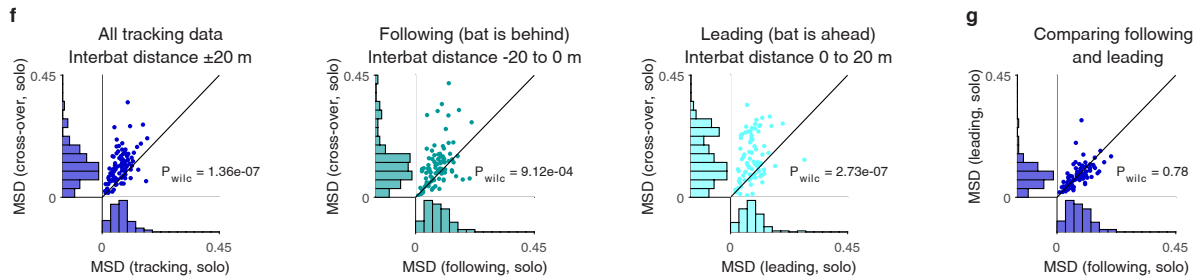 f
All tracking data
Interbat distance ±20 m
MSD (cross-over, solo)
0.45
0
P wilc = 1.36e-07
0
0.45
MSD (tracking, solo)
Following (bat is behind)
Interbat distance -20 to 0 m
MSD (cross-over, solo)
0.45
0
P wilc = 9.12e-04
0
0.45
MSD (following, solo)
Leading (bat is ahead)
Interbat distance 0 to 20 m
MSD (cross-over, solo)
0.45
0
P wilc = 2.73e-07
0
0.45
MSD (leading, solo)
g
Comparing following
and leading
MSD (leading, solo)
0.45
0
P wilc = 0.78
0
0.45
MSD (following, solo)